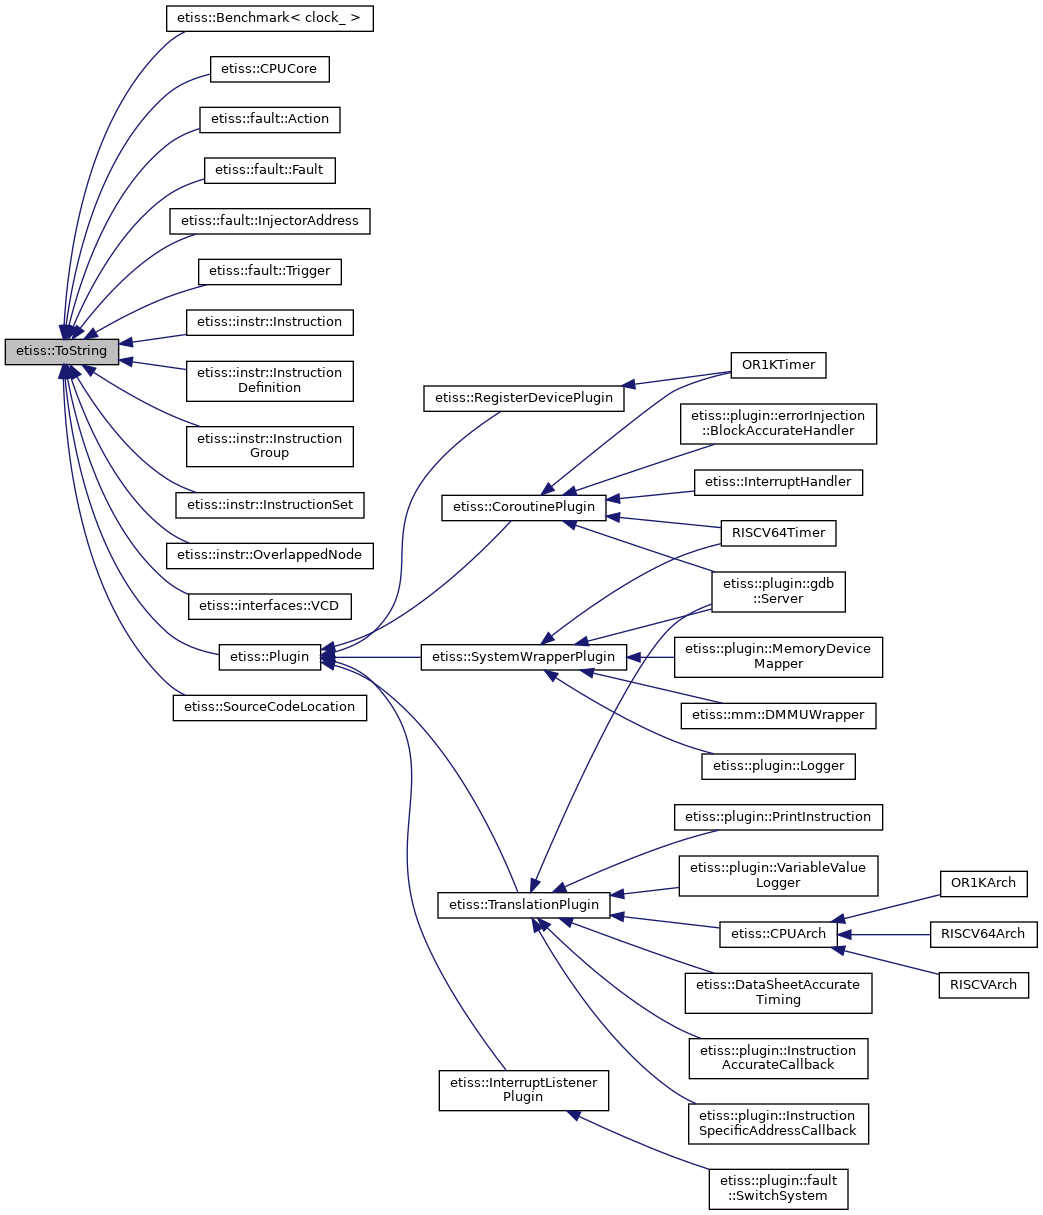 etiss::Benchmark< clock_ >
etiss::CPUCore
etiss::fault::Action
etiss::fault::Fault
etiss::fault::InjectorAddress
etiss::fault::Trigger
etiss::instr::Instruction
etiss::ToString
etiss::instr::Instruction
Definition
etiss::instr::Instruction
Group
etiss::instr::InstructionSet
etiss::instr::OverlappedNode
etiss::interfaces::VCD
etiss::Plugin
etiss::SourceCodeLocation
etiss::RegisterDevicePlugin
etiss::CoroutinePlugin
etiss::SystemWrapperPlugin
etiss::TranslationPlugin
etiss::InterruptListener
Plugin
OR1KTimer
etiss::plugin::errorInjection
::BlockAccurateHandler
etiss::InterruptHandler
RISCV64Timer
etiss::plugin::gdb
::Server
etiss::plugin::MemoryDevice
Mapper
etiss::mm::DMMUWrapper
etiss::plugin::Logger
etiss::plugin::PrintInstruction
etiss::plugin::VariableValue
Logger
etiss::CPUArch
etiss::DataSheetAccurate
Timing
etiss::plugin::Instruction
AccurateCallback
etiss::plugin::Instruction
SpecificAddressCallback
etiss::plugin::fault
::SwitchSystem
OR1KArch
RISCV64Arch
RISCVArch